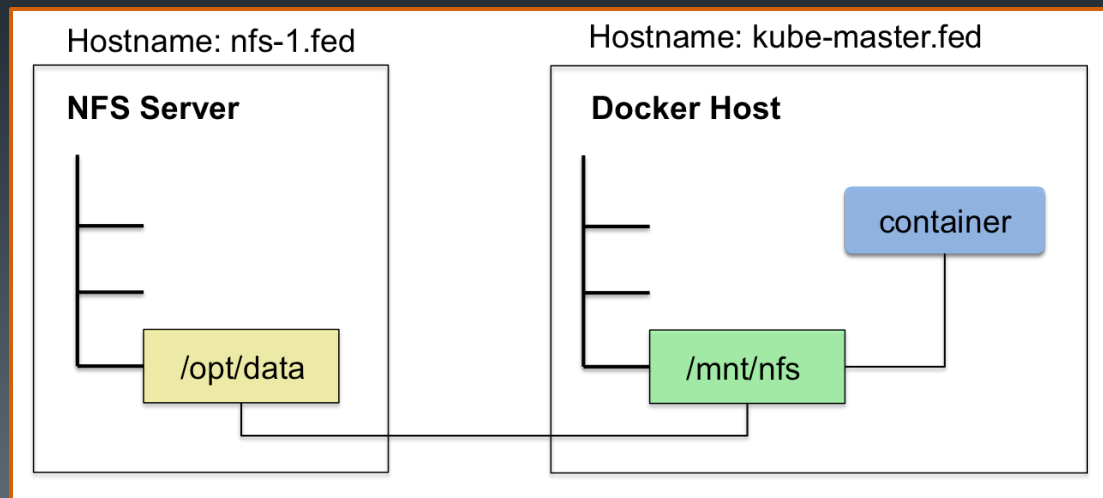 Hostname: nfs-1.fed
NFS Server
/opt/data
Hostname: kube-master.fed
Docker Host
container
/mnt/nfs